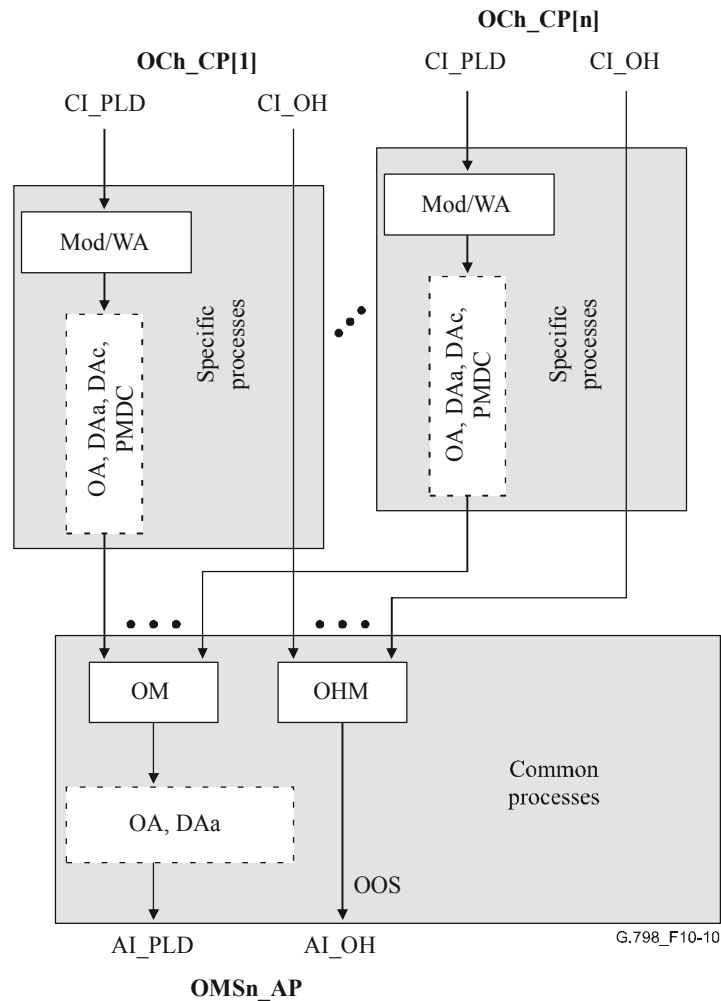 OCh_CP[n]
OCh_CP[1]
CI_PLD
CI_OH
CI_PLD
CI_OH
Mod/WA
OA, DAa, DAc,
PMDC
Specific
processes
Mod/WA
OA, DAa, DAc,
PMDC
Specific
processes
OM
OHM
OA, DAa
Common
processes
OOS
AI_PLD
AI_OH
G.798_F10-10
OMSn_AP